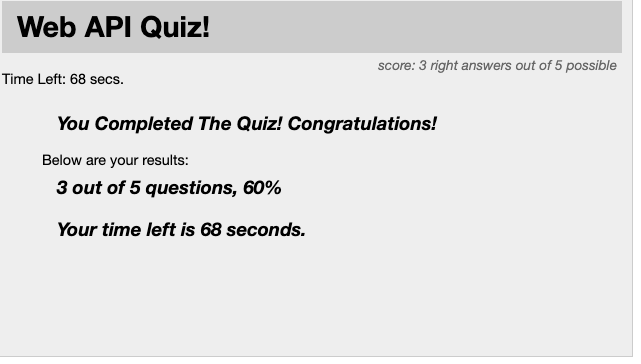 Web API Quiz!
score: 3 right answers out of 5 possible
Time Left: 68 secs.
You Completed The Quiz! Congratulations!
Below are your results:
3 out of 5 questions, 60%
Your time left is 68 seconds.